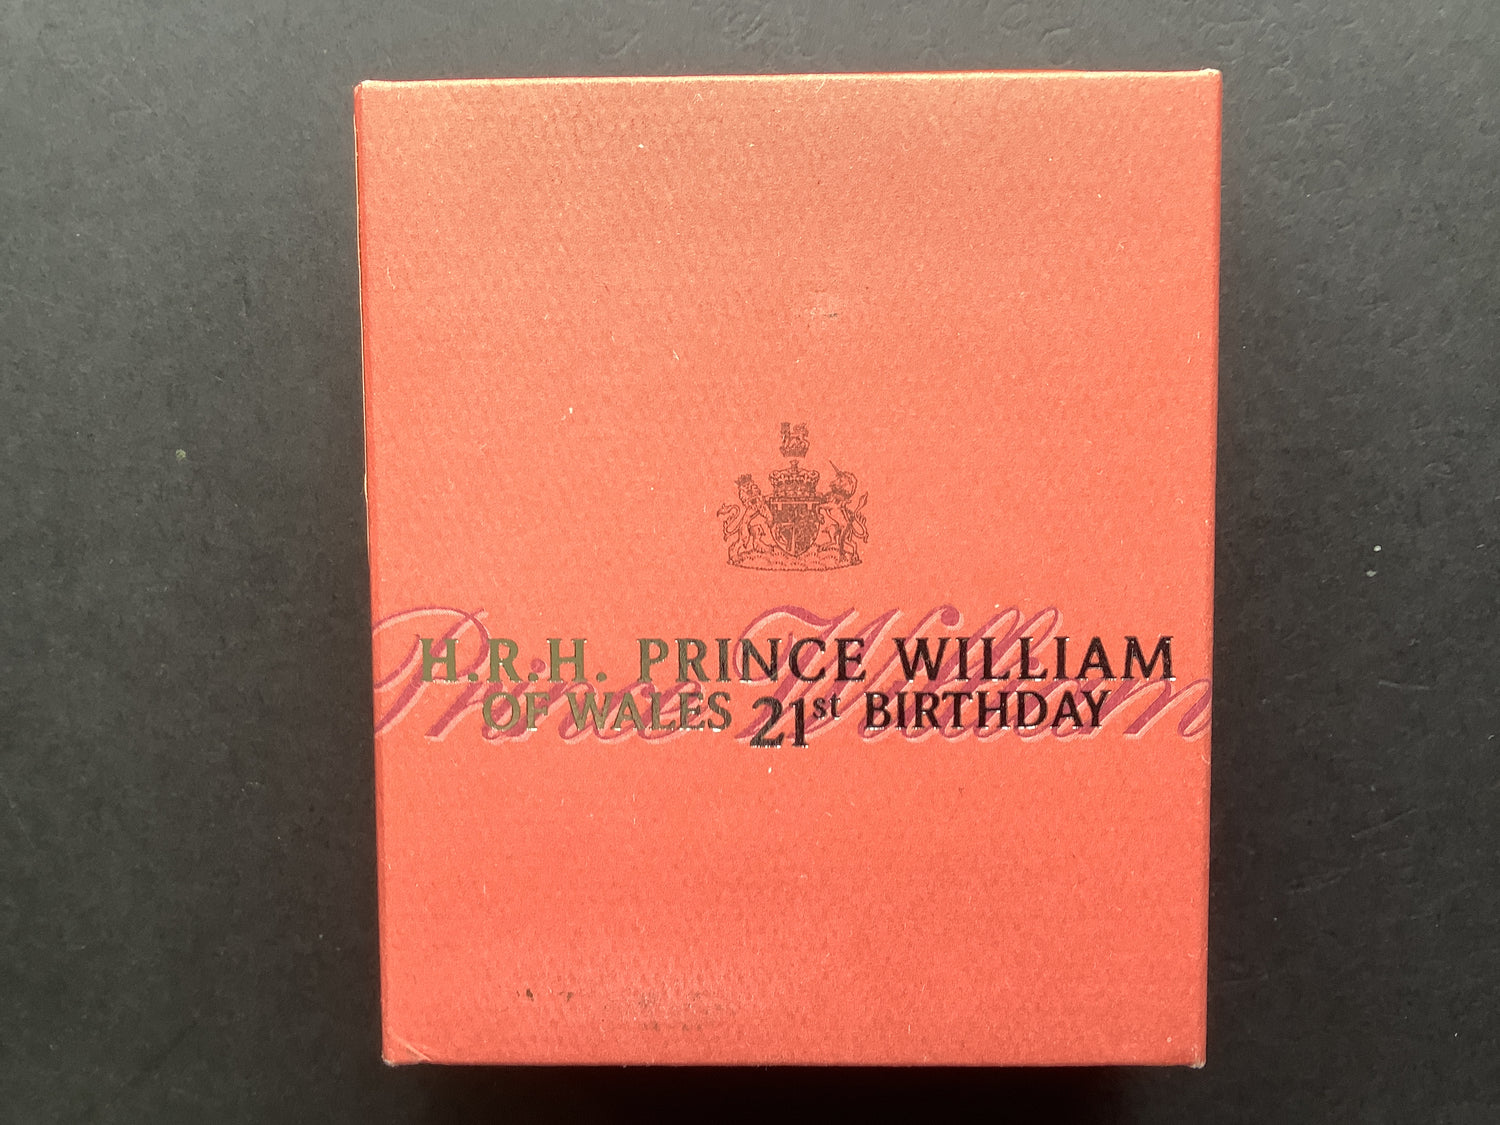 Prince William
H.R.H. PRINCE WILLIAM
OF WALES 21st BIRTHDAY